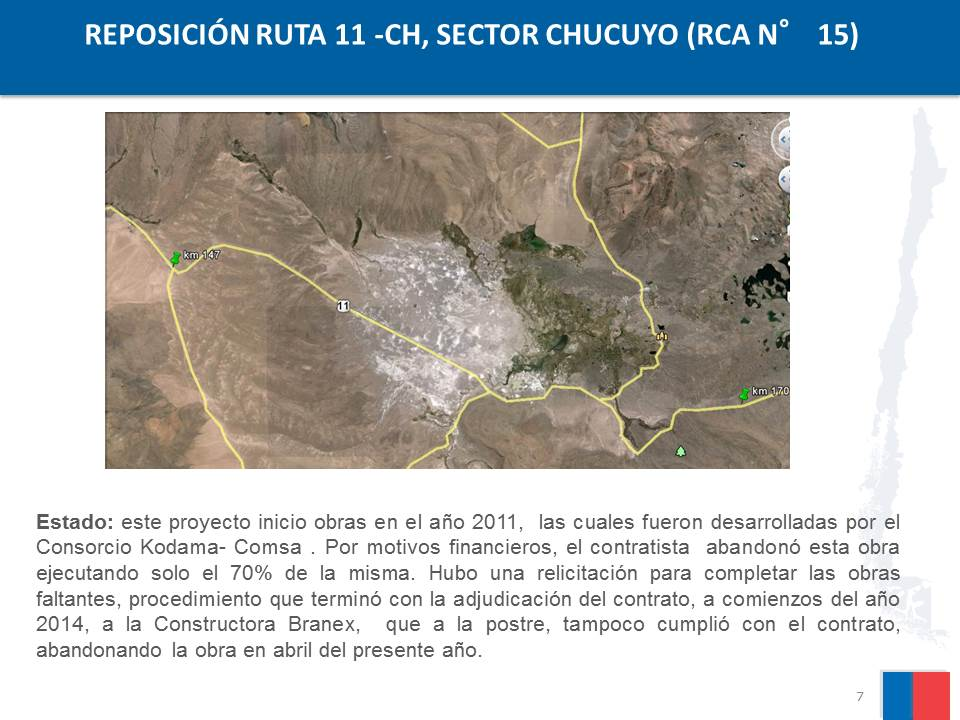 REPOSICIÓN RUTA 11 -CH, SECTOR CHUCUYO (RCA N° 15)
km 147
11
km 170
Estado: este proyecto inicio obras en el año 2011, las cuales fueron desarrolladas por el
Consorcio Kodama- Comsa . Por motivos financieros, el contratista abandonó esta obra
ejecutando solo el 70% de la misma. Hubo una relicitación para completar las obras
faltantes, procedimiento que terminó con la adjudicación del contrato, a comienzos del año
2014, a la Constructora Branex, que a la postre, tampoco cumplió con el contrato,
abandonando la obra en abril del presente año.
7